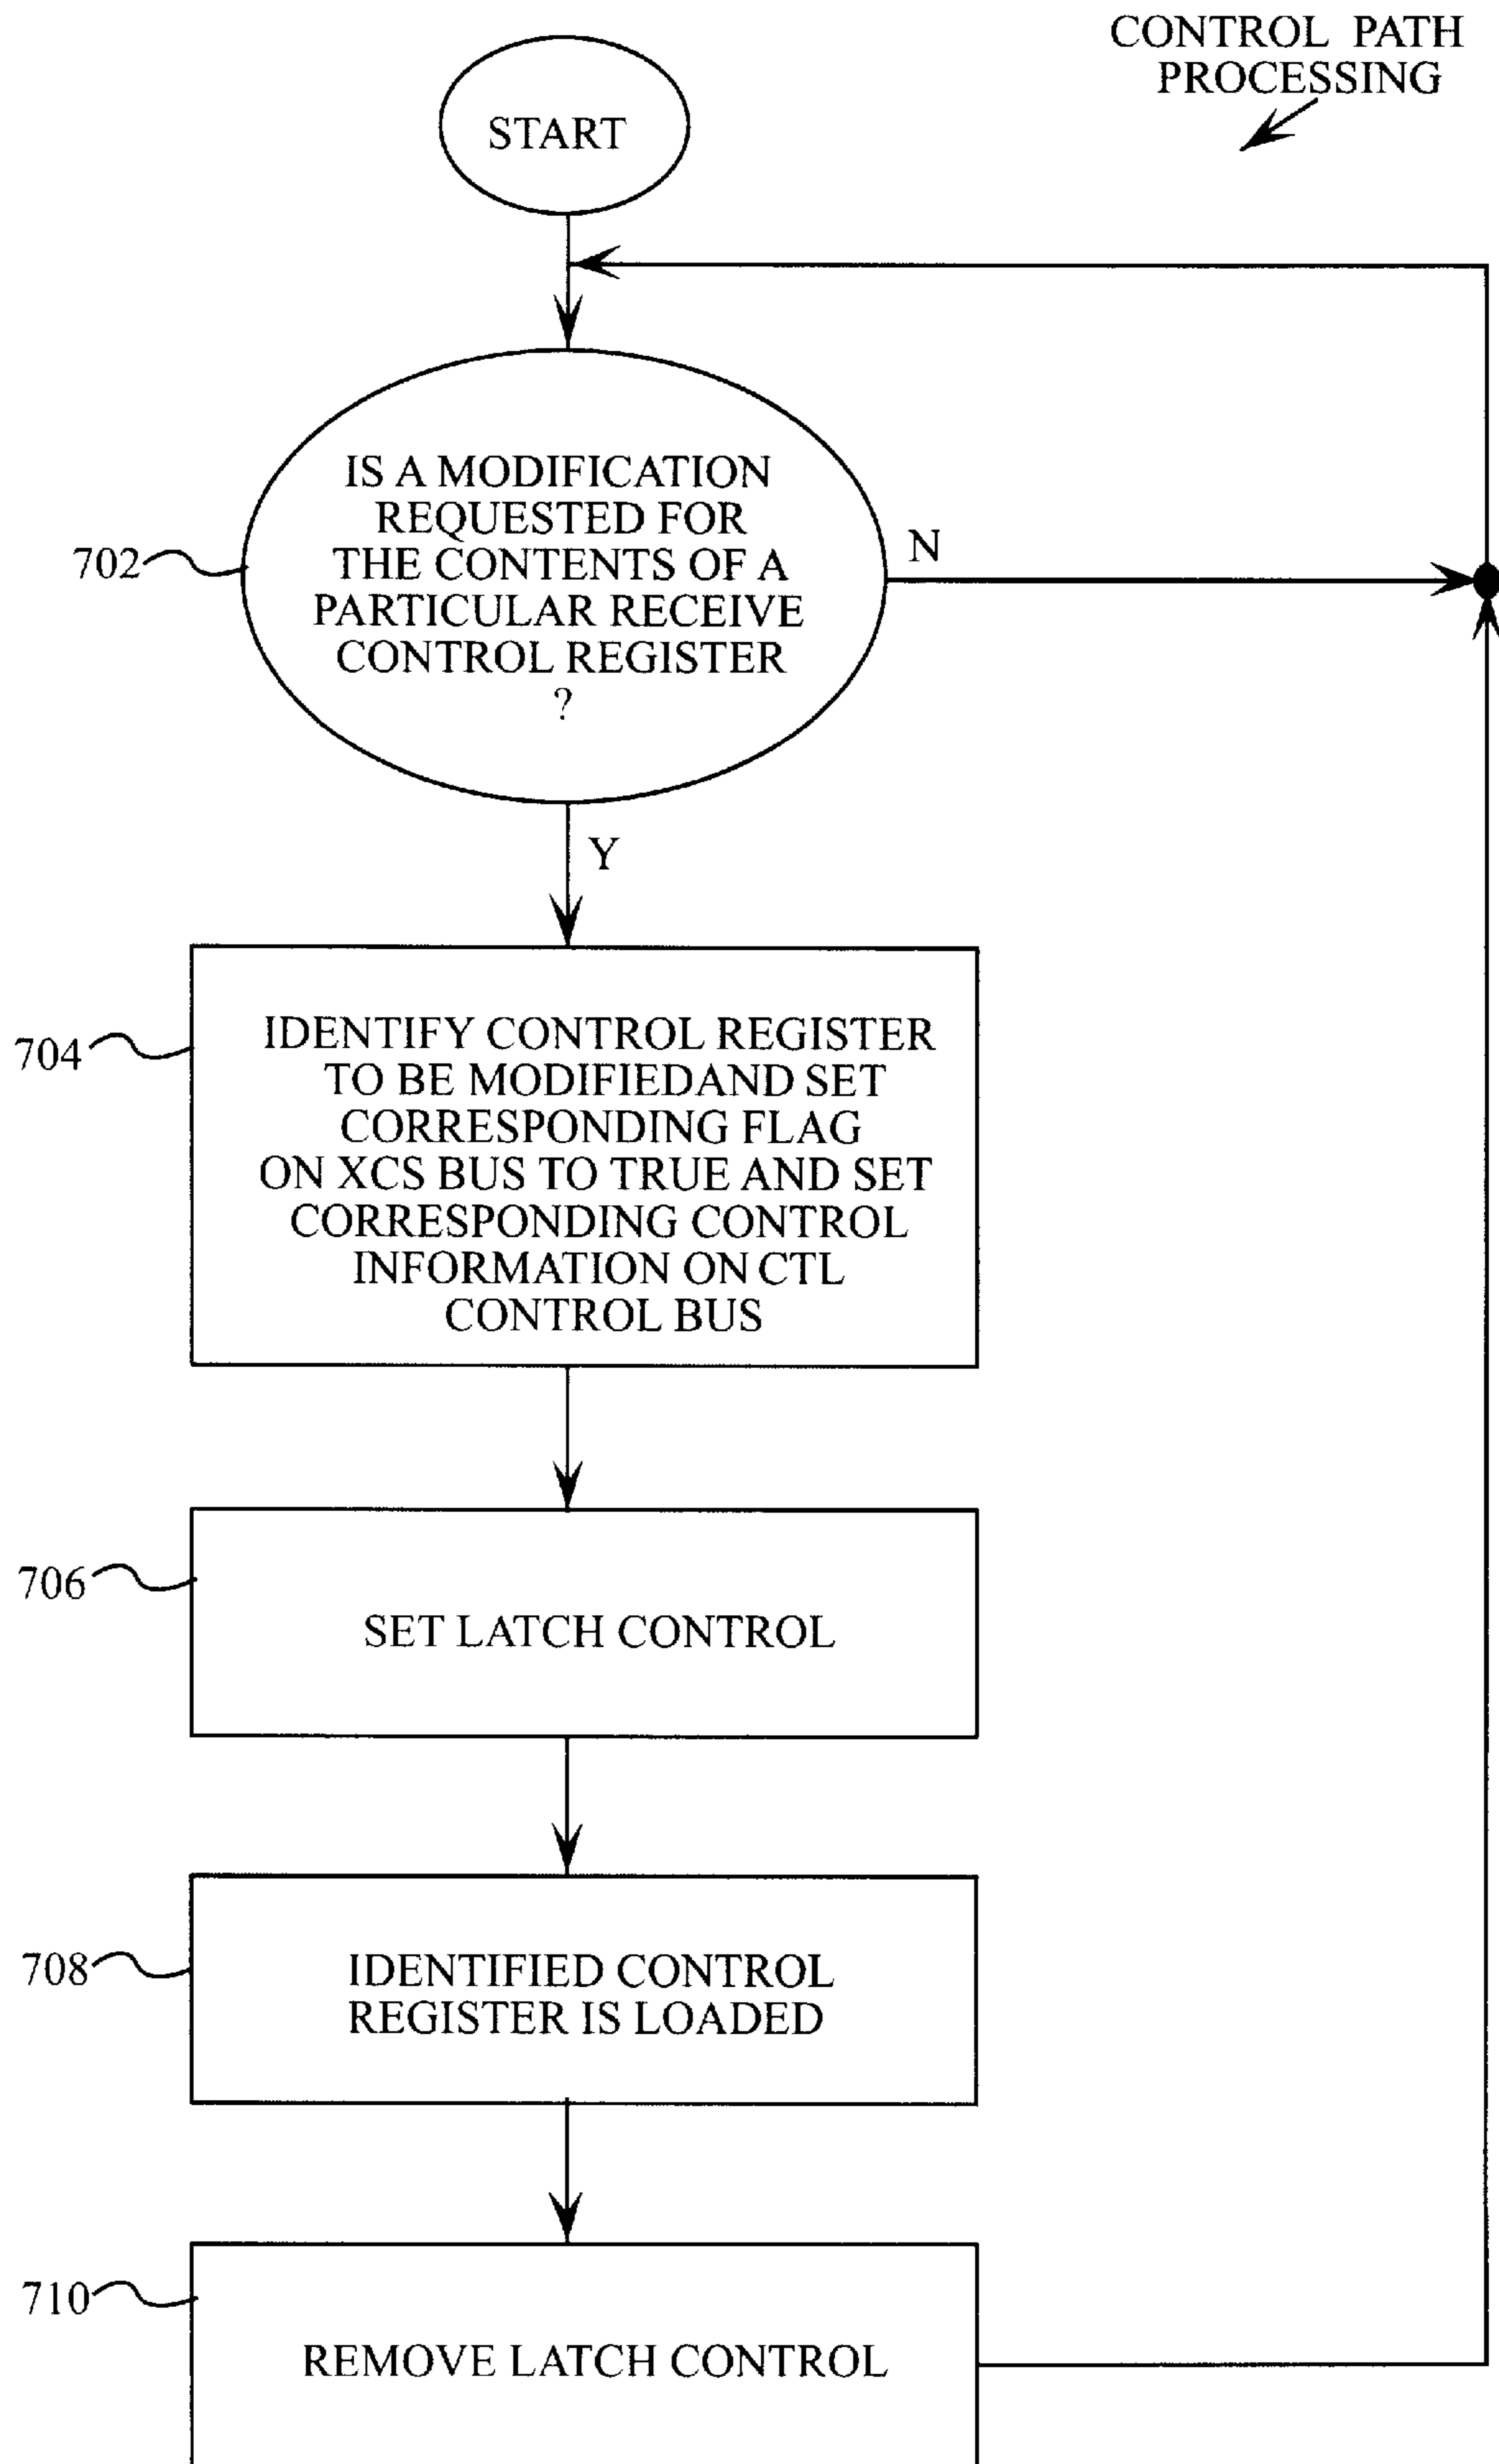 CONTROL PATH
PROCESSING
START
IS A MODIFICATION
REQUESTED FOR
THE CONTENTS OF A
PARTICULAR RECEIVE
CONTROL REGISTER
?
702
N
Y
704
IDENTIFY CONTROL REGISTER
TO BE MODIFIEDAND SET
CORRESPONDING FLAG
ON XCS BUS TO TRUE AND SET
CORRESPONDING CONTROL
INFORMATION ON CTL
CONTROL BUS
706
SET LATCH CONTROL
708
IDENTIFIED CONTROL
REGISTER IS LOADED
710
REMOVE LATCH CONTROL